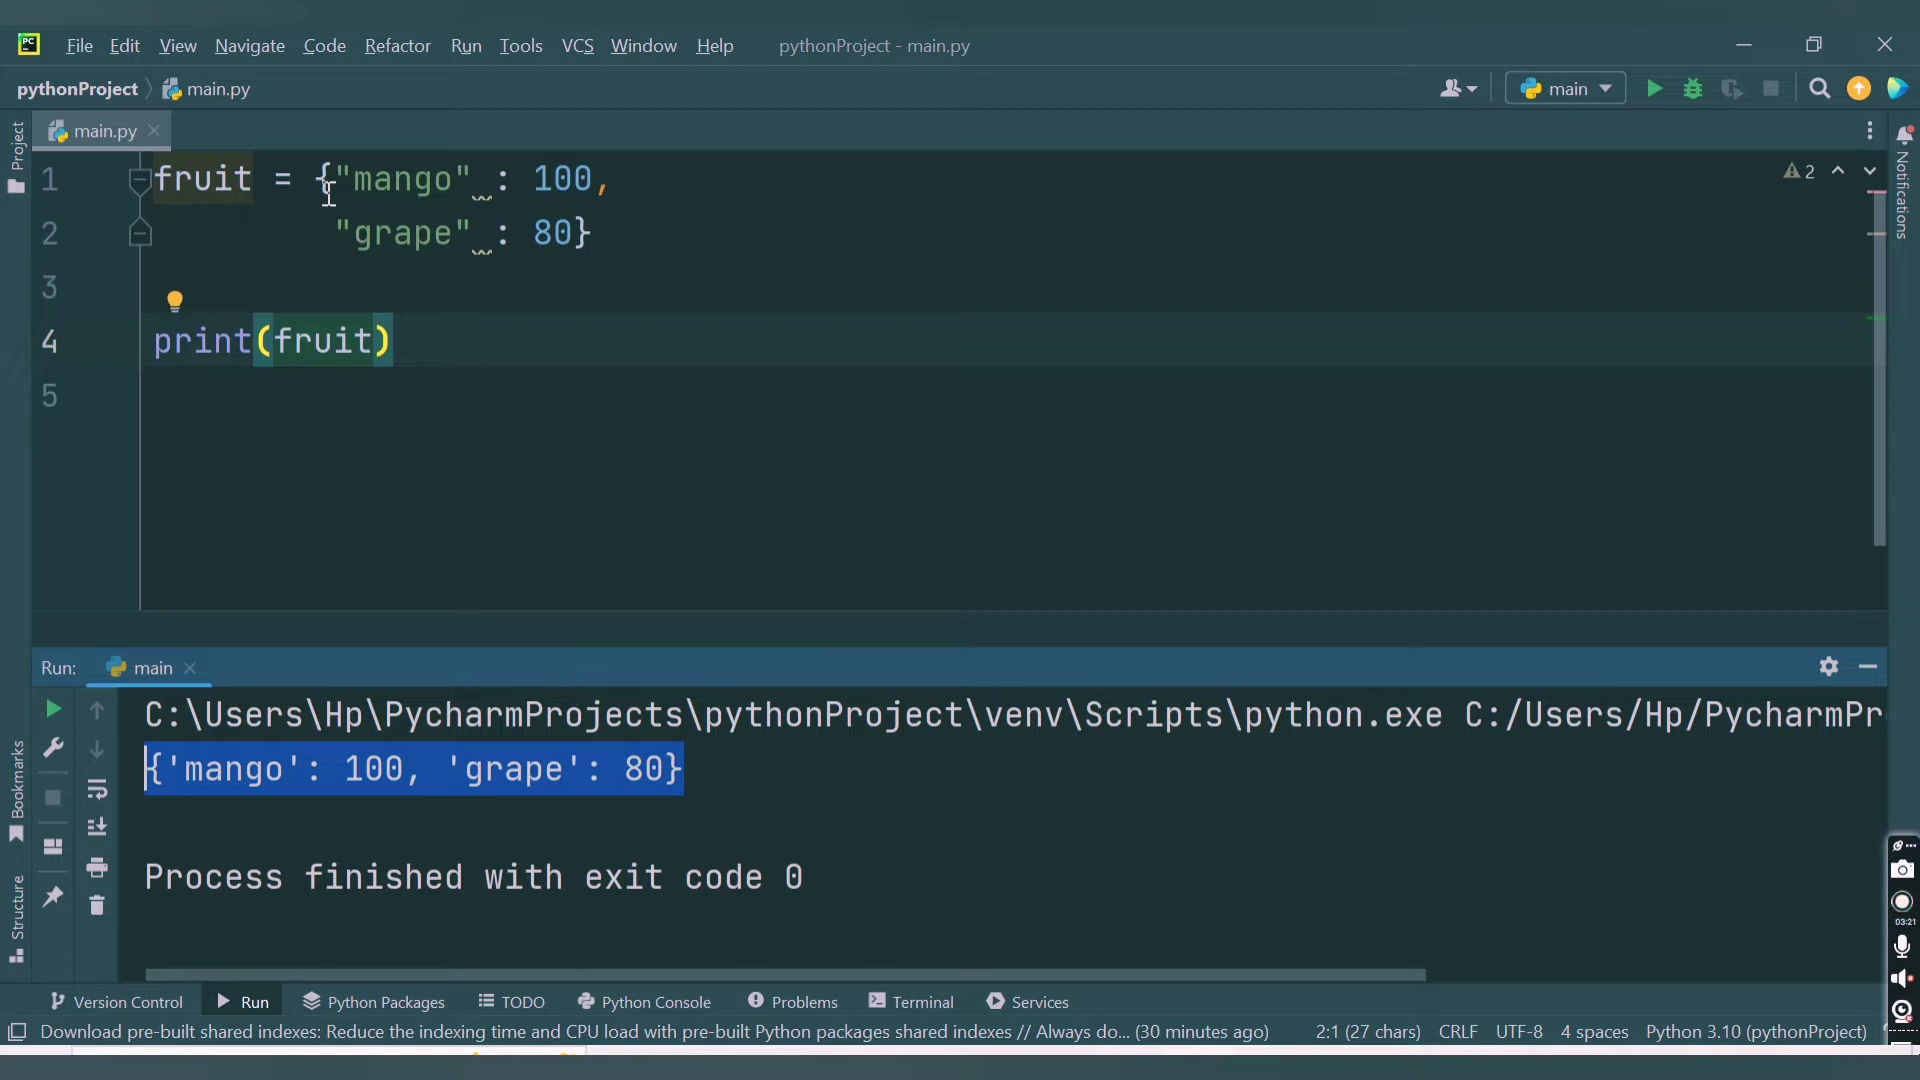 PC File Edit View Navigate Code Refactor Run Tools VCS Window Help pythonProject - main.py
pythonProject main.py main
main.py
Project
Notifications
1 fruit = {"mango" : 100,
2 "grape" : 80}
3
4 print(fruit)
5
2
Run: main
C:\Users\Hp\PycharmProjects\pythonProject\venv\Scripts\python.exe C:/Users/Hp/PycharmPr
{'mango': 100, 'grape': 80}
Process finished with exit code 0
Bookmarks
Structure
03:21
Version Control Run Python Packages TODO Python Console Problems Terminal Services
Download pre-built shared indexes: Reduce the indexing time and CPU load with pre-built Python packages shared indexes // Always do... (30 minutes ago) 2:1 (27 chars) CRLF UTF-8 4 spaces Python 3.10 (pythonProject)